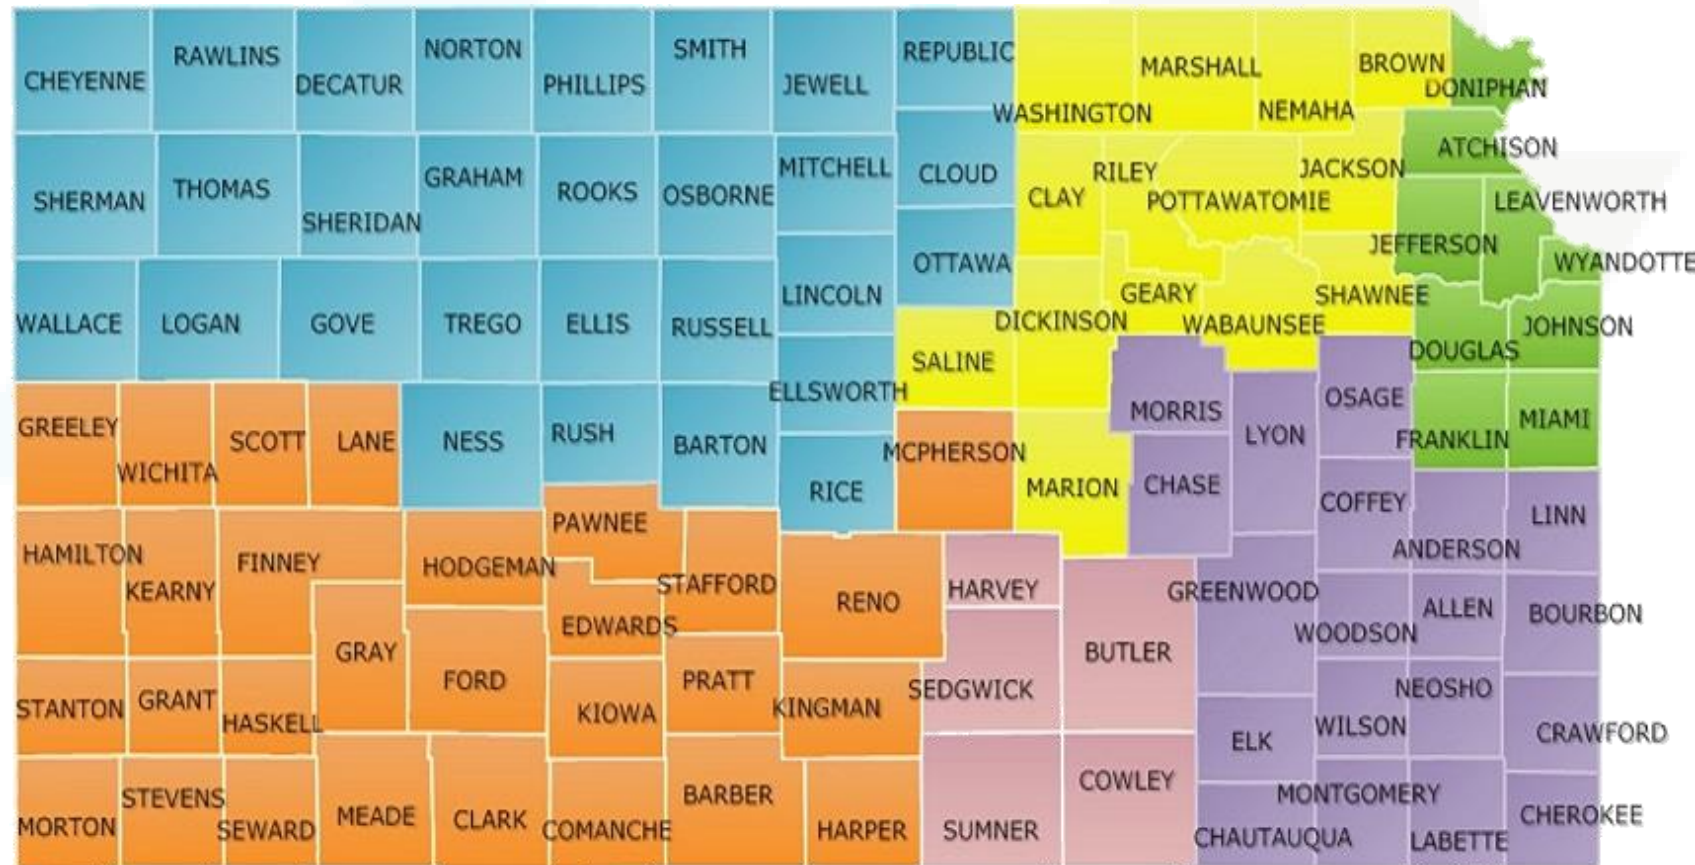 CHEYENNE
RAWLINS
DECATUR
NORTON
PHILLIPS
SMITH
JEWELL
REPUBLIC
WASHINGTON
MARSHALL
NEMAHA
BROWN
DONIPHAN
SHERMAN
THOMAS
SHERIDAN
GRAHAM
ROOKS
OSBORNE
MITCHELL
CLOUD
CLAY
RILEY
POTTAWATOMIE
JACKSON
ATCHISON
LEAVENWORTH
JEFFERSON
WYANDOTTE
WALLACE
LOGAN
GOVE
TREGO
ELLIS
RUSSELL
LINCOLN
OTTAWA
SALINE
DICKINSON
GEARY
WABAUNSEE
SHAWNEE
DOUGLAS
JOHNSON
GREELEY
WICHITA
SCOTT
LANE
NESS
RUSH
BARTON
ELLSWORTH
RICE
MCPHERSON
MARION
MORRIS
CHASE
LYON
OSAGE
FRANKLIN
MIAMI
HAMILTON
KEARNY
FINNEY
HODGEMAN
PAWNEE
STAFFORD
EDWARDS
RENO
HARVEY
BUTLER
GREENWOOD
COFFEY
ANDERSON
LINN
WOODSON
ALLEN
BOURBON
GRAY
FORD
KIOWA
PRATT
KINGMAN
SEDGWICK
STANTON
GRANT
HASKELL
ELK
WILSON
NEOSHO
CRAWFORD
MORTON
STEVENS
SEWARD
MEADE
CLARK
COMANCHE
BARBER
HARPER
SUMNER
COWLEY
CHAUTAUQUA
MONTGOMERY
LABETTE
CHEROKEE